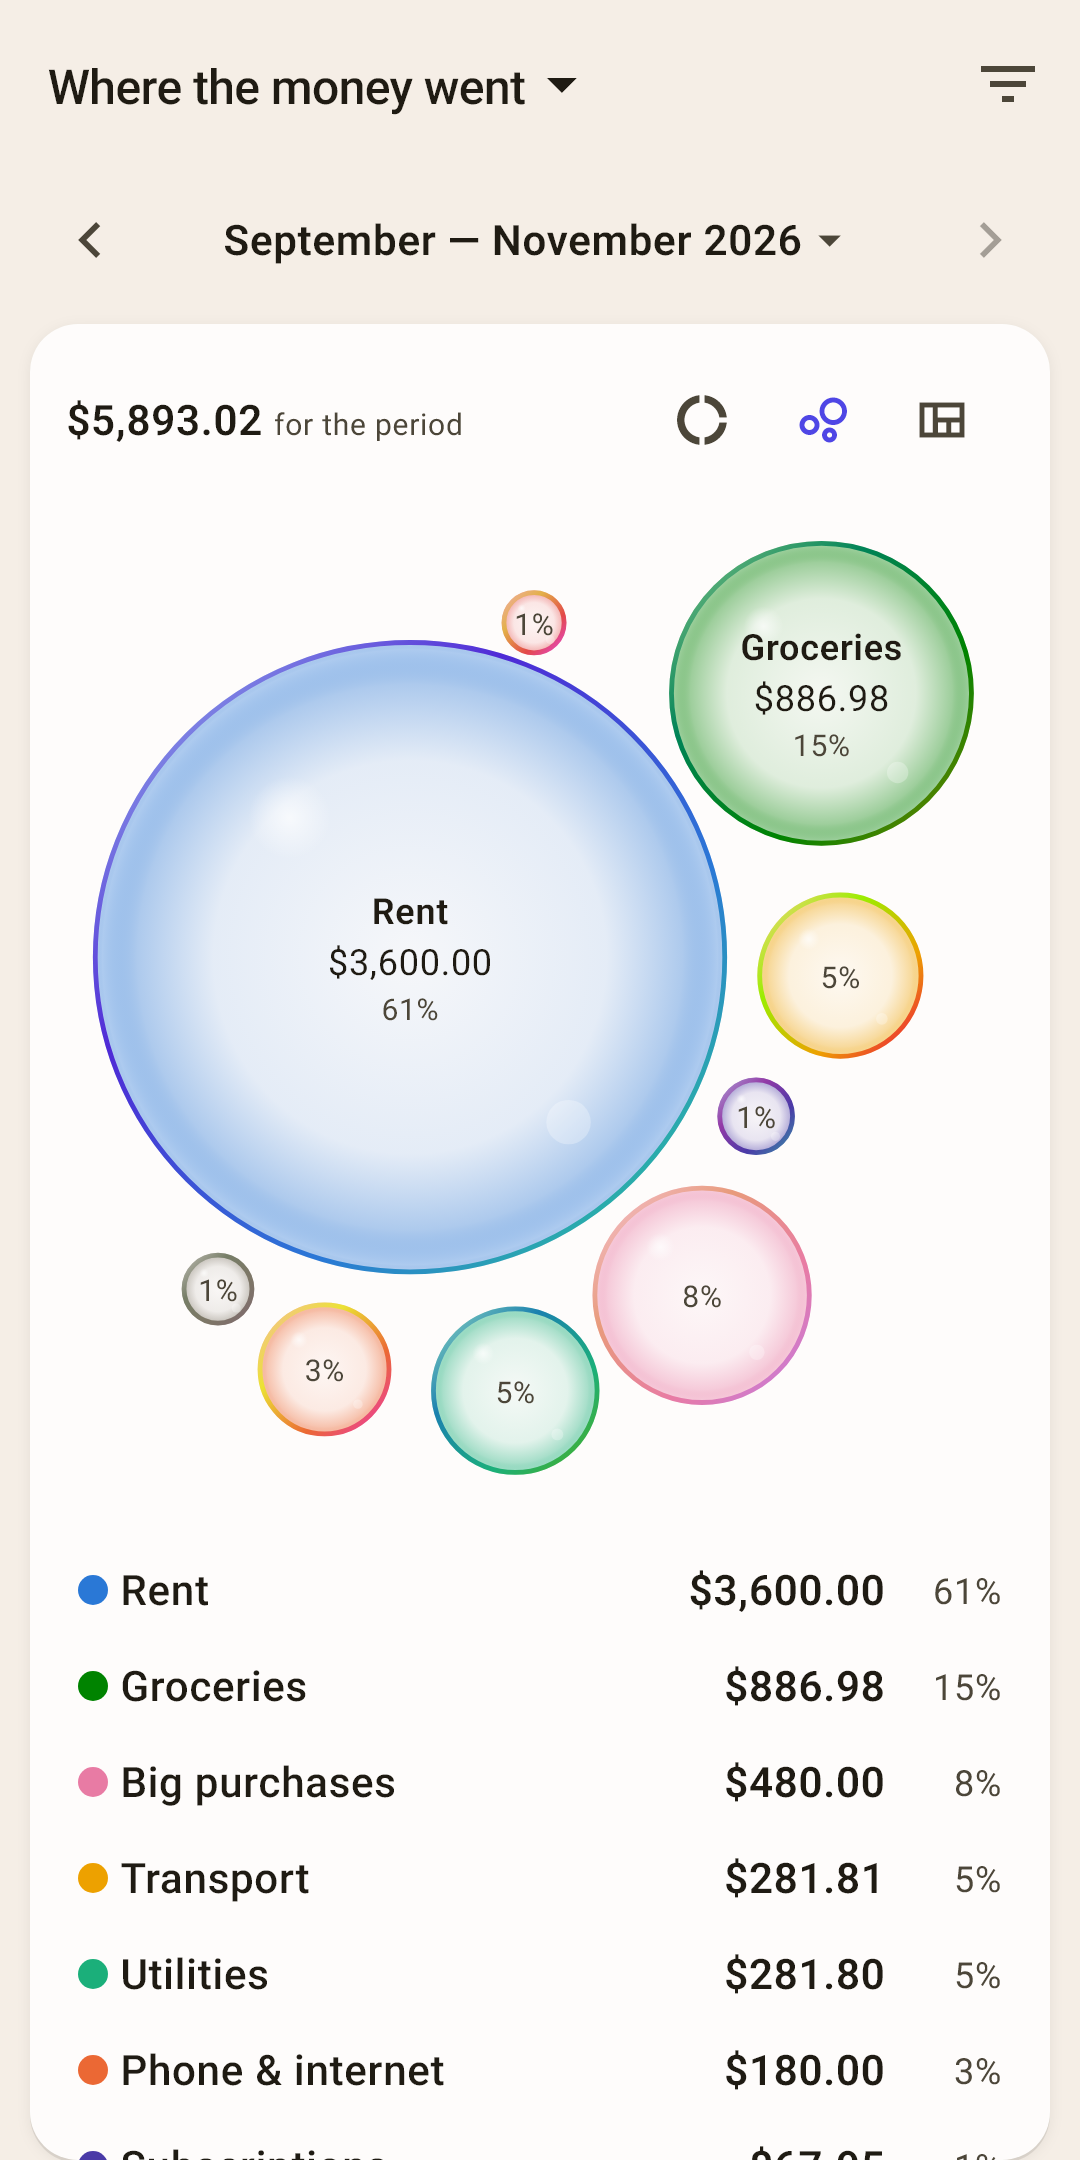 Where the money went
September — November 2026
$5,893.02 for the period
1%
Groceries
$886.98
15%
Rent
$3,600.00
61%
5%
1%
8%
1%
3%
5%
Rent $3,600.00 61%
Groceries $886.98 15%
Big purchases $480.00 8%
Transport $281.81 5%
Utilities $281.80 5%
Phone & internet $180.00 3%
Subscriptions